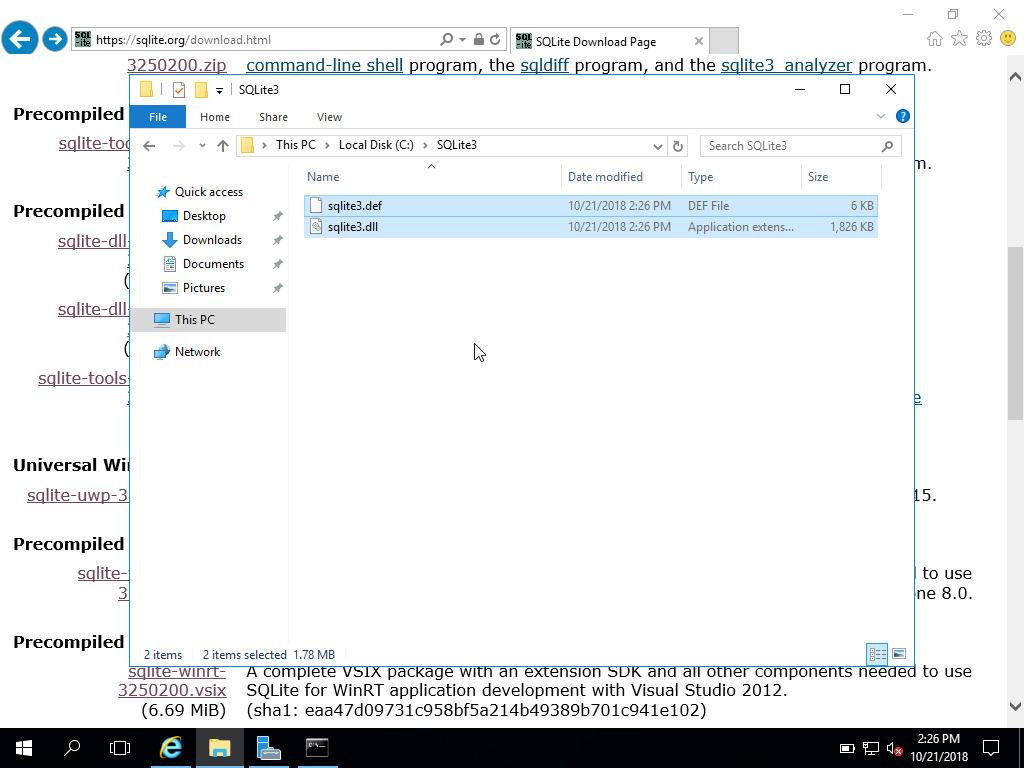 https://sqlite.org/download.html
SQLite Download Page
3250200.zip command-line shell program, the sqldiff program, and the sqlite3_analyzer program.
SQLite3
File Home Share View
This PC Local Disk (C:) SQLite3
Search SQLite3
Name Date modified Type Size
sqlite3.def 10/21/2018 2:26 PM DEF File 6 KB
sqlite3.dll 10/21/2018 2:26 PM Application extens... 1,826 KB
Quick access
Desktop
Downloads
Documents
Pictures
This PC
Network
2 items 2 items selected 1.78 MB
Precompiled
sqlite-too
m.
Precompiled
sqlite-dll-
(
sqlite-dll-
(
sqlite-tools-
e
Universal Win
sqlite-uwp-3
15.
Precompiled
sqlite-
to use
3
one 8.0.
Precompiled
sqlite-winrt- A complete VSIX package with an extension SDK and all other components needed to use
3250200.vsix SQLite for WinRT application development with Visual Studio 2012.
(6.69 MiB) (sha1: eaa47d09731c958bf5a214b49389b701c941e102)
2:26 PM
10/21/2018